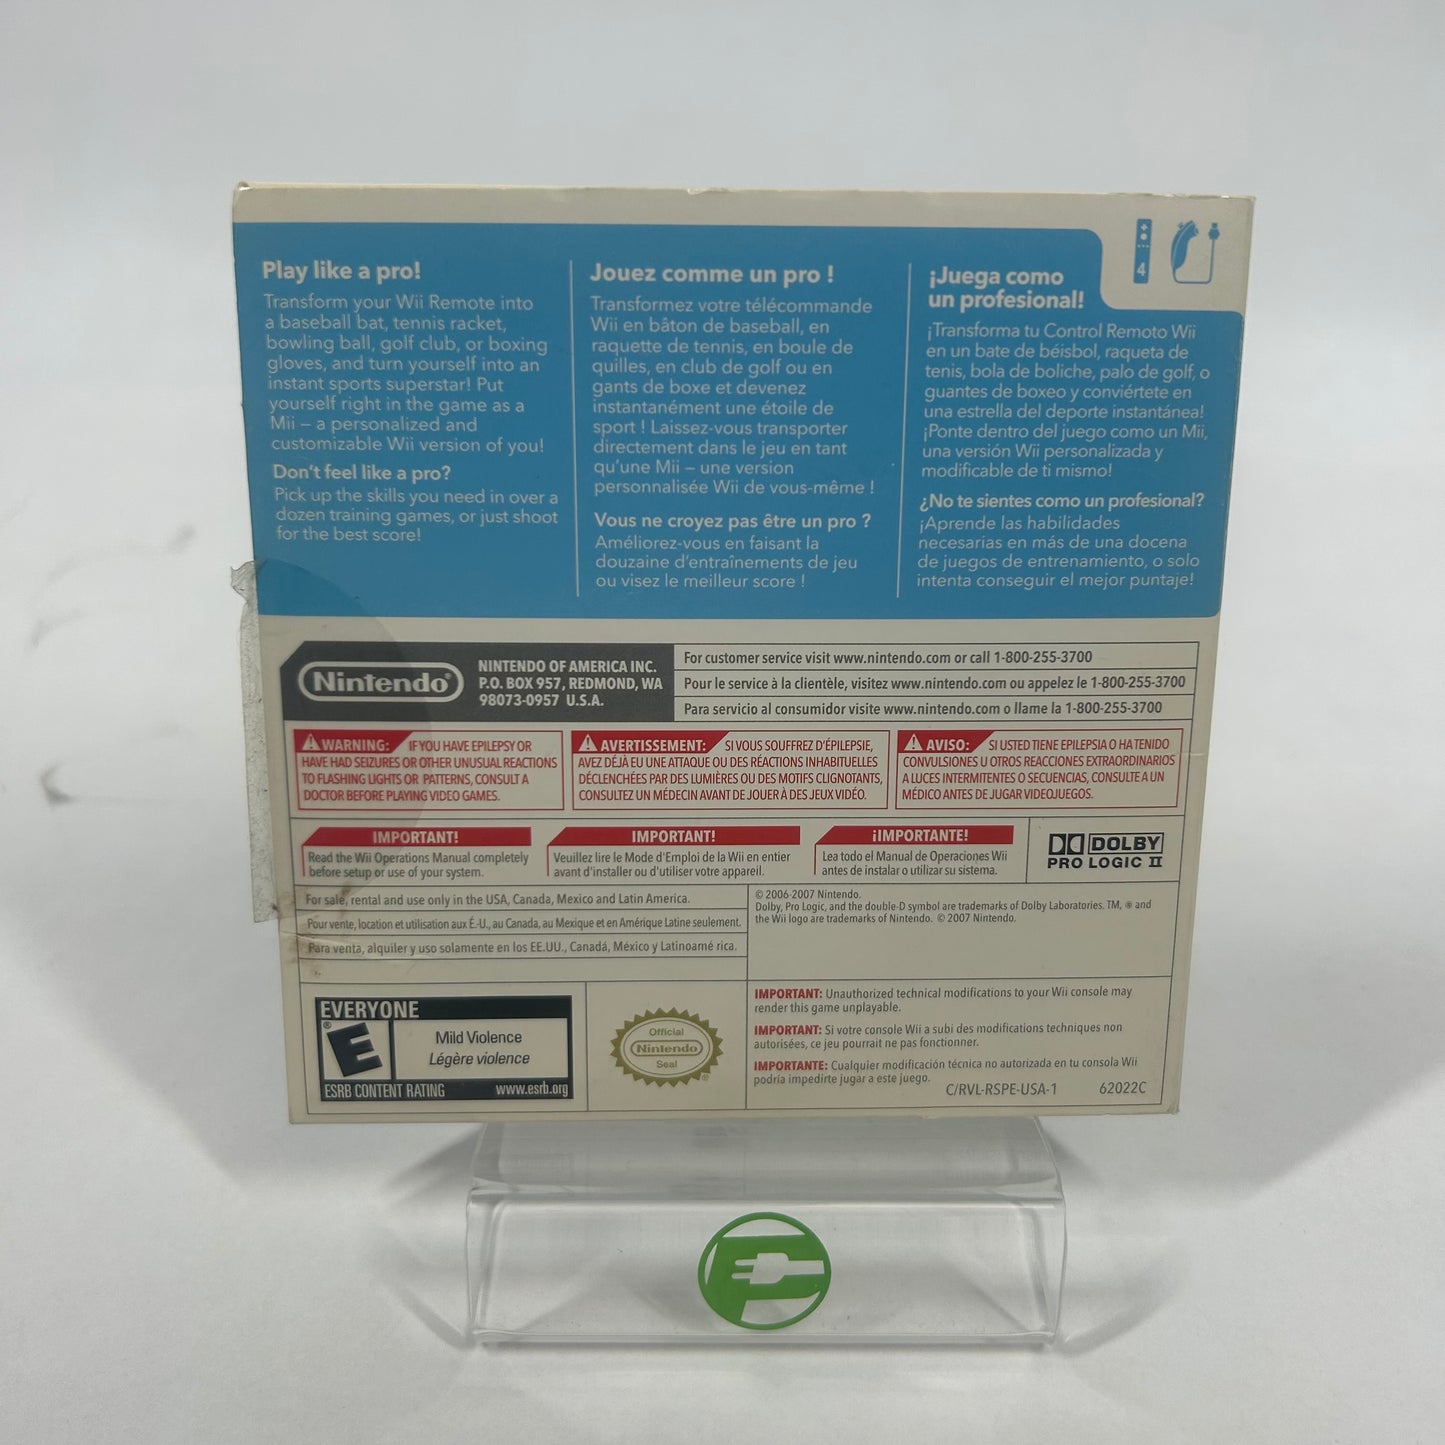 Play like a pro!
Transform your Wii Remote into
a baseball bat, tennis racket,
bowling ball, golf club, or boxing
gloves, and turn yourself into an
instant sports superstar! Put
yourself right in the game as a
Mii – a personalized and
customizable Wii version of you!
Don't feel like a pro?
Pick up the skills you need in over a
dozen training games, or just shoot
for the best score!
Jouez comme un pro !
Transformez votre télécommande
Wii en bâton de baseball, en
raquette de tennis, en boule de
quilles, en club de golf ou en
gants de boxe et devenez
instantanément une étoile de
sport ! Laissez-vous transporter
directement dans le jeu en tant
qu'une Mii – une version
personnalisée Wii de vous-même !
Vous ne croyez pas être un pro ?
Améliorez-vous en faisant la
douzaine d'entraînements de jeu
ou visez le meilleur score !
¡Juega como
un profesional!
¡Transforma tu Control Remoto Wii
en un bate de béisbol, raqueta de
tenis, bola de boliche, palo de golf, o
guantes de boxeo y conviértete en
una estrella del deporte instantánea!
¡Ponte dentro del juego como un Mii,
una versión Wii personalizada y
modificable de ti mismo!
¿No te sientes como un profesional?
¡Aprende las habilidades
necesarias en más de una docena
de juegos de entrenamiento, o solo
intenta conseguir el mejor puntaje!
4
Nintendo®
NINTENDO OF AMERICA INC.
P.O. BOX 957, REDMOND, WA
98073-0957 U.S.A.
For customer service visit www.nintendo.com or call 1-800-255-3700
Pour le service à la clientèle, visitez www.nintendo.com ou appelez le 1-800-255-3700
Para servicio al consumidor visite www.nintendo.com o llame la 1-800-255-3700
WARNING: IF YOU HAVE EPILEPSY OR
HAVE HAD SEIZURES OR OTHER UNUSUAL REACTIONS
TO FLASHING LIGHTS OR PATTERNS, CONSULT A
DOCTOR BEFORE PLAYING VIDEO GAMES.
AVERTISSEMENT: SI VOUS SOUFFREZ D'ÉPILEPSIE,
AVEZ DÉJÀ EU UNE ATTAQUE OU DES RÉACTIONS INHABITUELLES
DÉCLENCHÉES PAR DES LUMIÈRES OU DES MOTIFS CLIGNOTANTS,
CONSULTEZ UN MÉDECIN AVANT DE JOUER À DES JEUX VIDÉO.
AVISO: SI USTED TIENE EPILEPSIA O HA TENIDO
CONVULSIONES U OTROS REACCIONES EXTRAORDINARIOS
A LUCES INTERMITENTES O SECUENCIAS, CONSULTE A UN
MÉDICO ANTES DE JUGAR VIDEOJUEGOS.
IMPORTANT!
Read the Wii Operations Manual completely
before setup or use of your system.
IMPORTANT!
Veuillez lire le Mode d'Emploi de la Wii en entier
avant d'installer ou d'utiliser votre appareil.
¡IMPORTANTE!
Lea todo el Manual de Operaciones Wii
antes de instalar o utilizar su sistema.
DOLBY
PRO LOGIC II
For sale, rental and use only in the USA, Canada, Mexico and Latin America.
Pour vente, location et utilisation aux É.-U., au Canada, au Mexique et en Amérique Latine seulement.
Para venta, alquiler y uso solamente en los EE.UU., Canadá, México y Latinoamé rica.
© 2006-2007 Nintendo.
Dolby, Pro Logic, and the double-D symbol are trademarks of Dolby Laboratories. TM, ® and
the Wii logo are trademarks of Nintendo. © 2007 Nintendo.
EVERYONE
E®
Mild Violence
Légère violence
ESRB CONTENT RATING www.esrb.org
Official
Nintendo
Seal
®
IMPORTANT: Unauthorized technical modifications to your Wii console may
render this game unplayable.
IMPORTANT: Si votre console Wii a subi des modifications techniques non
autorisées, ce jeu pourrait ne pas fonctionner.
IMPORTANTE: Cualquier modificación técnica no autorizada en tu consola Wii
podría impedirte jugar a este juego.
C/RVL-RSPE-USA-1 62022C